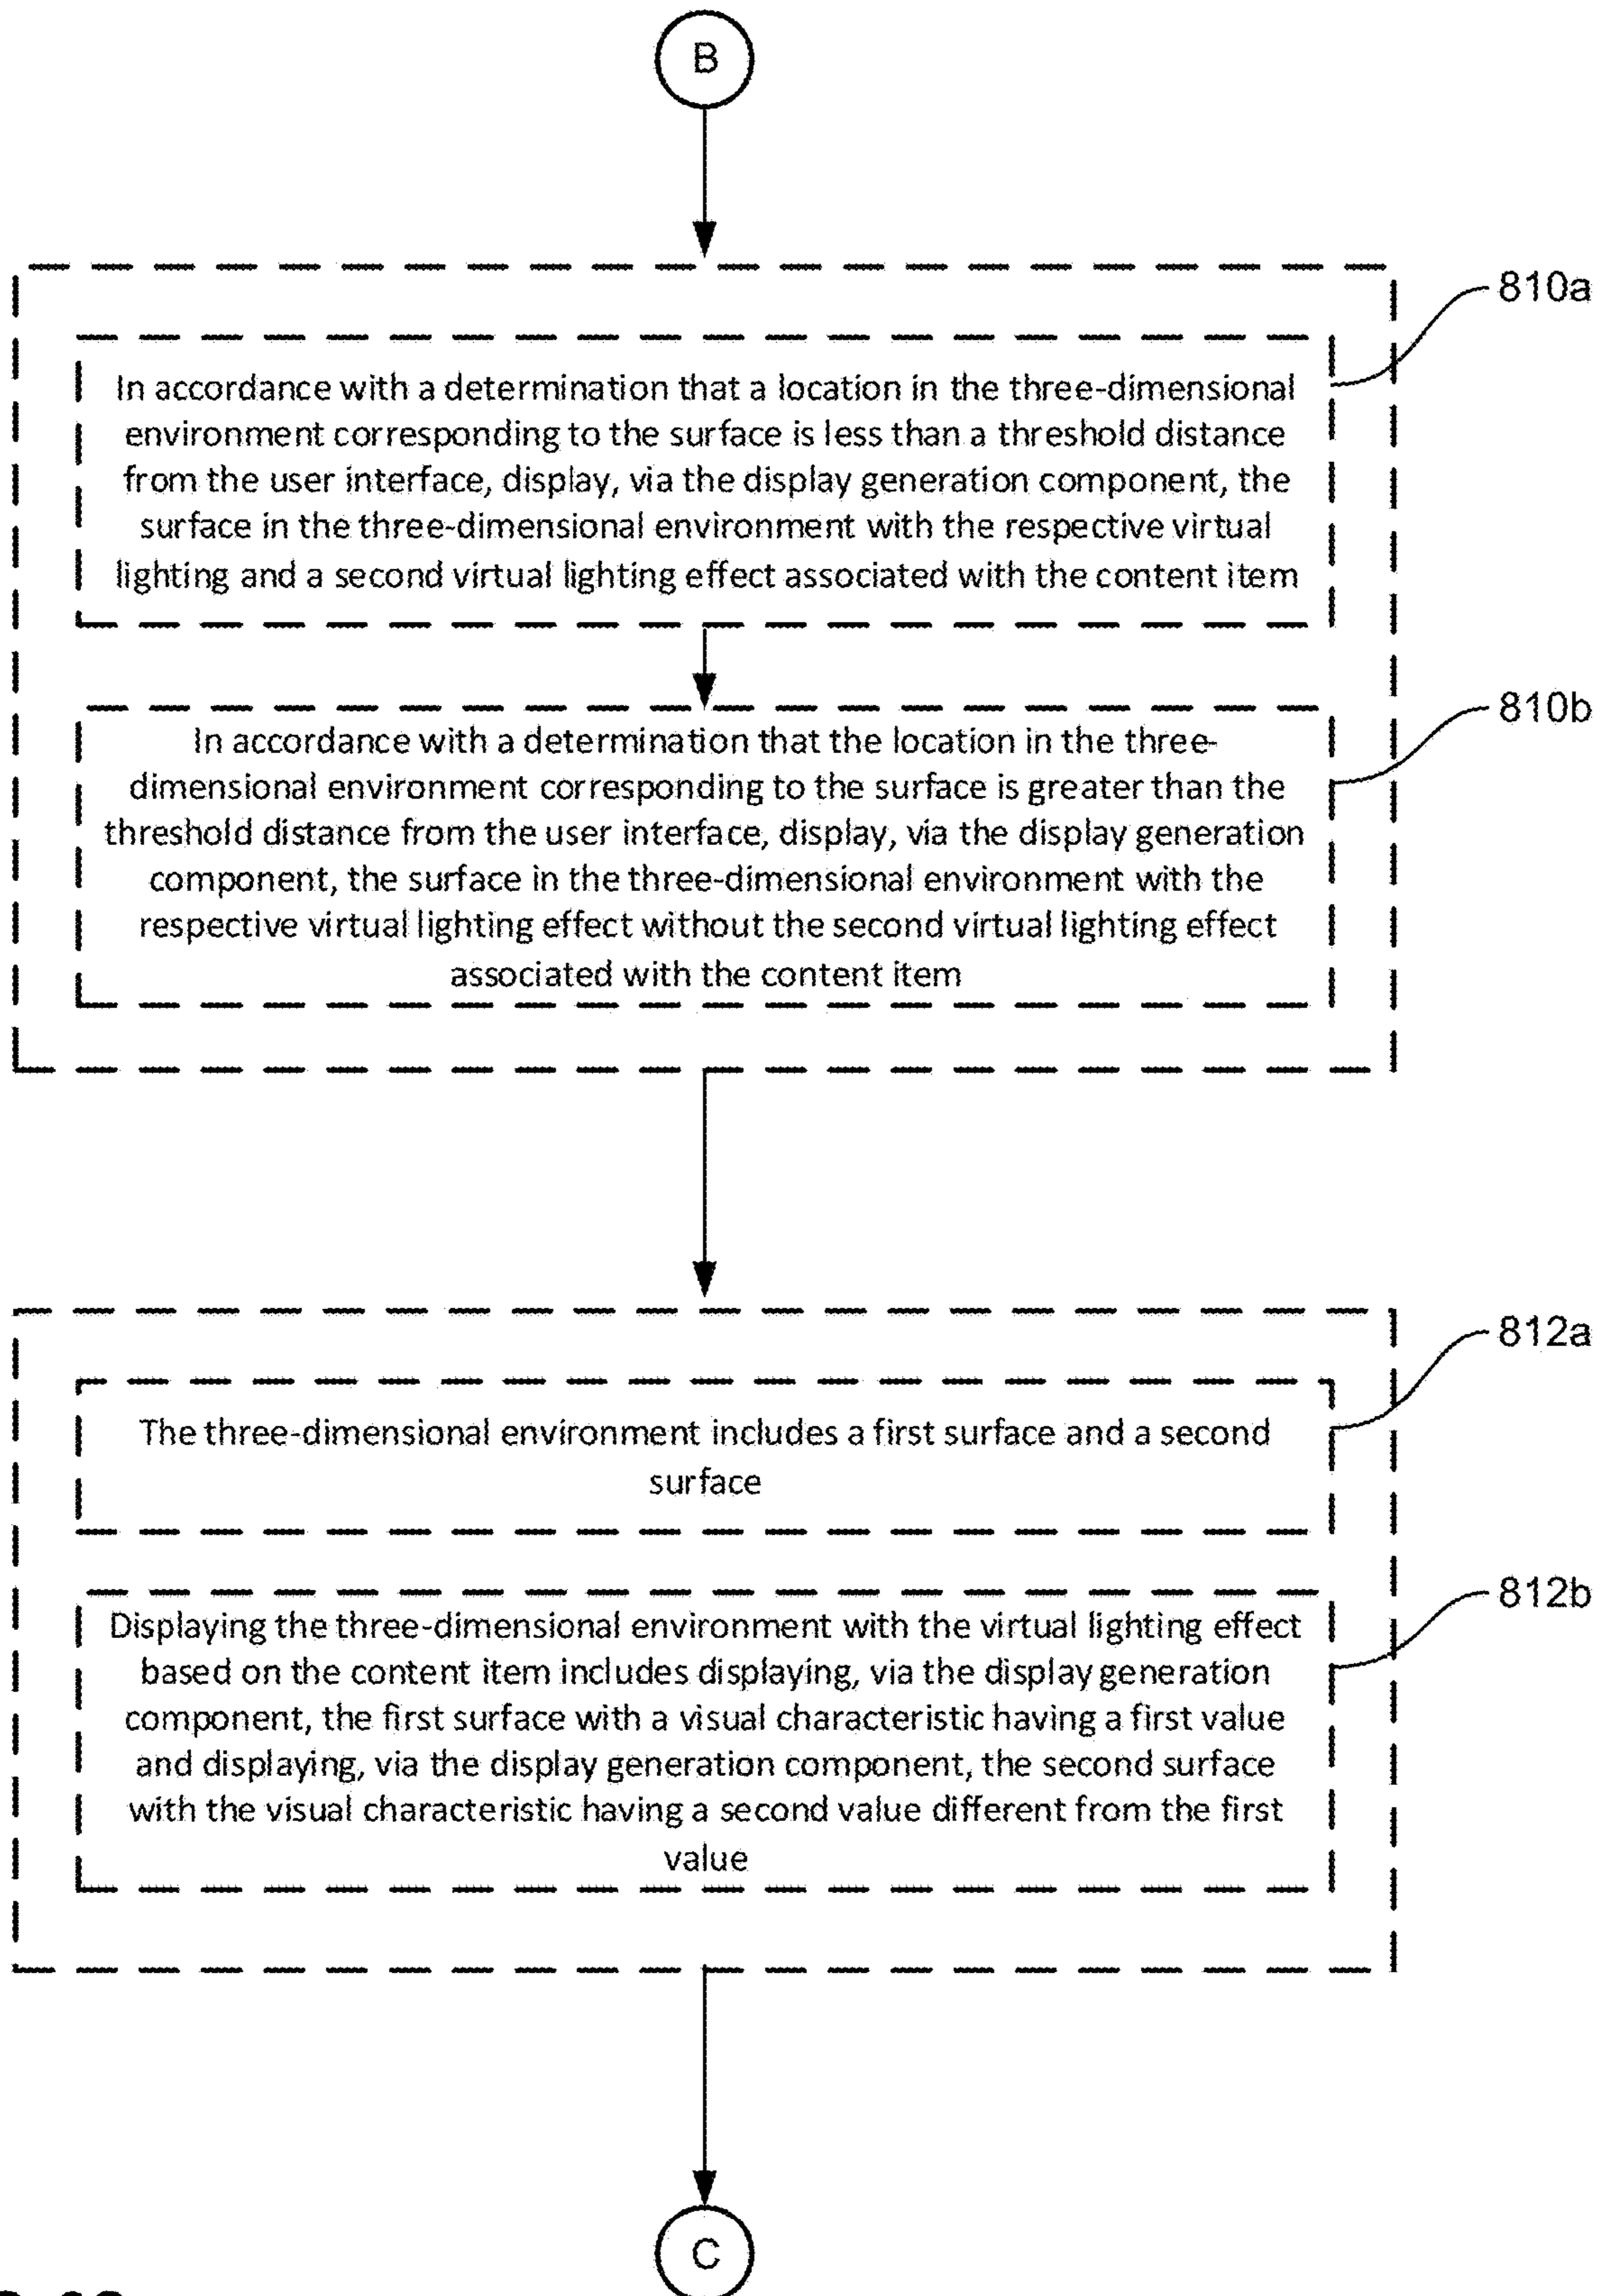 B
810a
In accordance with a determination that a location in the three-dimensional
environment corresponding to the surface is less than a threshold distance
from the user interface, display, via the display generation component, the
surface in the three-dimensional environment with the respective virtual
lighting and a second virtual lighting effect associated with the content item
810b
In accordance with a determination that the location in the three-
dimensional environment corresponding to the surface is greater than the
threshold distance from the user interface, display, via the display generation
component, the surface in the three-dimensional environment with the
respective virtual lighting effect without the second virtual lighting effect
associated with the content item
812a
The three-dimensional environment includes a first surface and a second
surface
812b
Displaying the three-dimensional environment with the virtual lighting effect
based on the content item includes displaying, via the display generation
component, the first surface with a visual characteristic having a first value
and displaying, via the display generation component, the second surface
with the visual characteristic having a second value different from the first
value
C